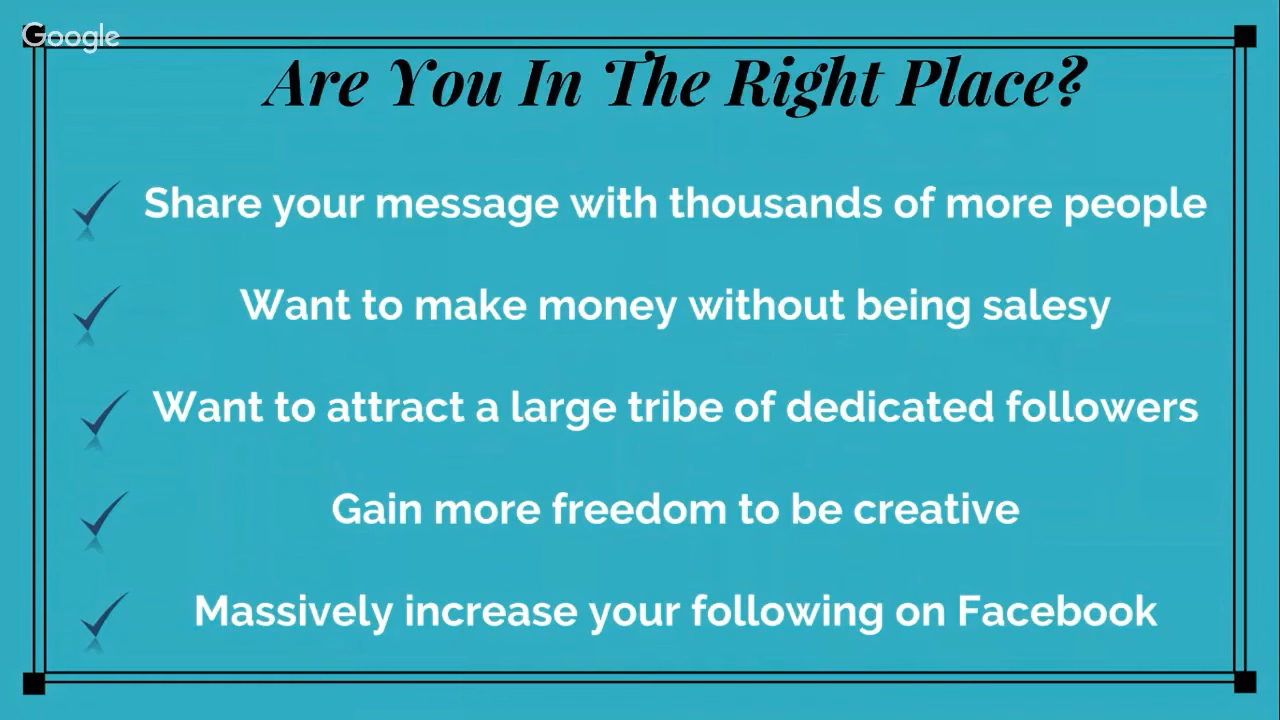 Google
Are You In The Right Place?
Share your message with thousands of more people
Want to make money without being salesy
Want to attract a large tribe of dedicated followers
Gain more freedom to be creative
Massively increase your following on Facebook